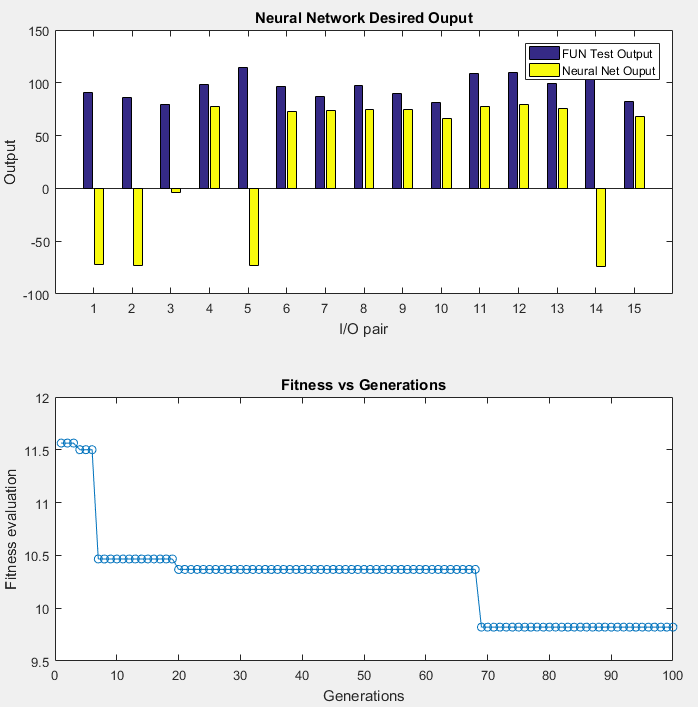 Neural Network Desired Ouput
150
100
50
0
-50
-100
Output
FUN Test Output
Neural Net Ouput
1 2 3 4 5 6 7 8 9 10 11 12 13 14 15
I/O pair
Fitness vs Generations
12
11.5
11
10.5
10
9.5
Fitness evaluation
0 10 20 30 40 50 60 70 80 90 100
Generations